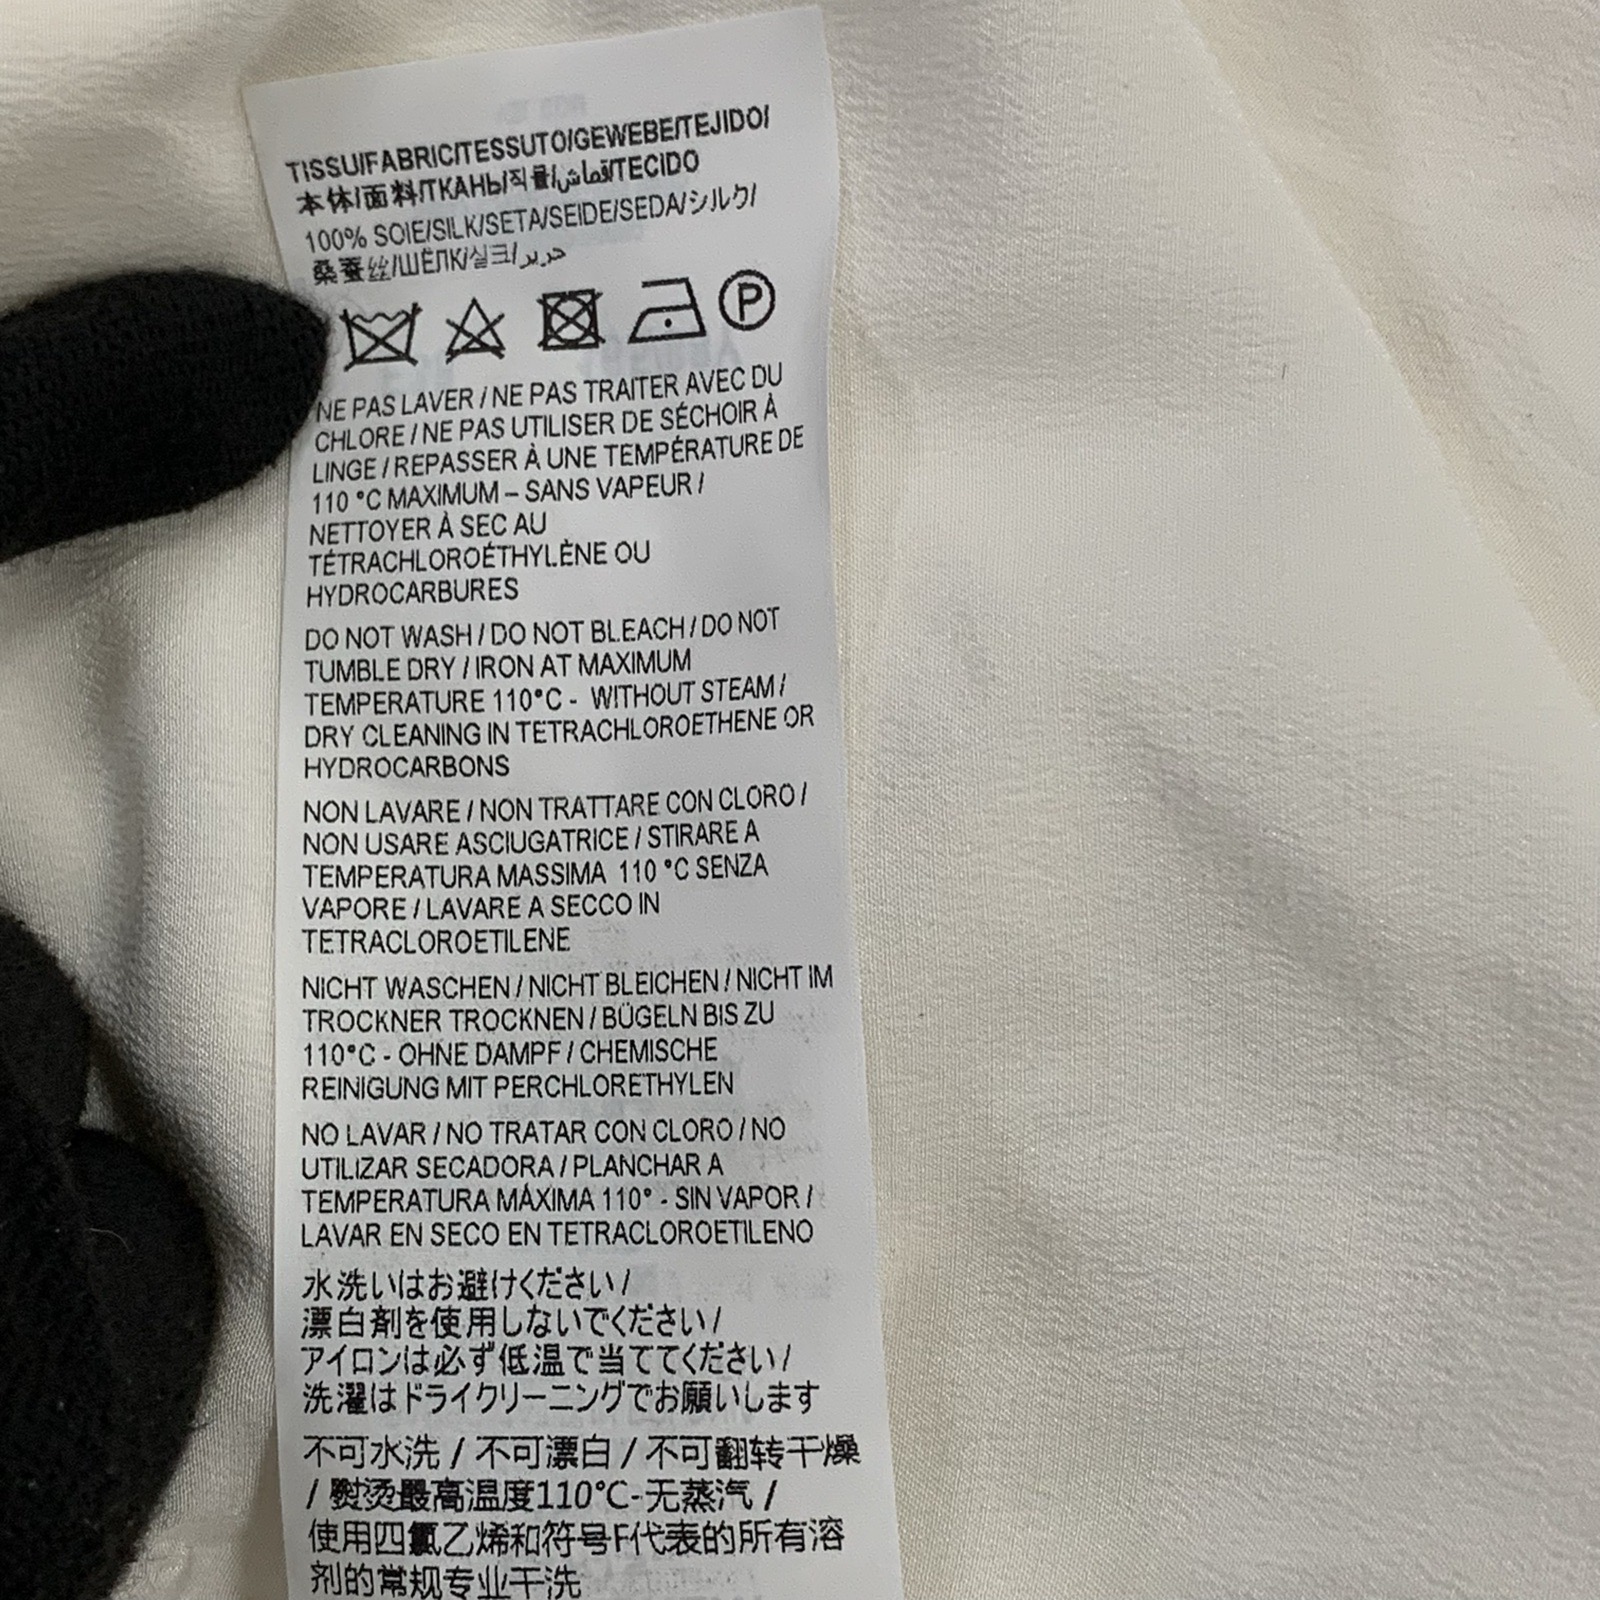 TISSU/FABRIC/TESSUTO/GEWEBE/TEJIDO/
本体/面料/ТКАНЬ/직물/قماش/TECIDO
100% SOIE/SILK/SETA/SEIDE/SEDA/シルク/
桑蚕丝/ШЁЛК/실크/حرير
P
NE PAS LAVER / NE PAS TRAITER AVEC DU
CHLORE / NE PAS UTILISER DE SÉCHOIR À
LINGE / REPASSER À UNE TEMPÉRATURE DE
110 °C MAXIMUM – SANS VAPEUR /
NETTOYER À SEC AU
TÉTRACHLOROÉTHYLÈNE OU
HYDROCARBURES
DO NOT WASH / DO NOT BLEACH / DO NOT
TUMBLE DRY / IRON AT MAXIMUM
TEMPERATURE 110°C - WITHOUT STEAM /
DRY CLEANING IN TETRACHLOROETHENE OR
HYDROCARBONS
NON LAVARE / NON TRATTARE CON CLORO /
NON USARE ASCIUGATRICE / STIRARE A
TEMPERATURA MASSIMA 110 °C SENZA
VAPORE / LAVARE A SECCO IN
TETRACLOROETILENE
NICHT WASCHEN / NICHT BLEICHEN / NICHT IM
TROCKNER TROCKNEN / BÜGELN BIS ZU
110°C - OHNE DAMPF / CHEMISCHE
REINIGUNG MIT PERCHLORETHYLEN
NO LAVAR / NO TRATAR CON CLORO / NO
UTILIZAR SECADORA / PLANCHAR A
TEMPERATURA MÁXIMA 110° - SIN VAPOR /
LAVAR EN SECO EN TETRACLOROETILENO
水洗いはお避けください /
漂白剤を使用しないでください /
アイロンは必ず低温で当ててください /
洗濯はドライクリーニングでお願いします
不可水洗 / 不可漂白 / 不可翻转干燥
/ 熨烫最高温度110°C-无蒸汽 /
使用四氯乙烯和符号F代表的所有溶
剂的常规专业干洗